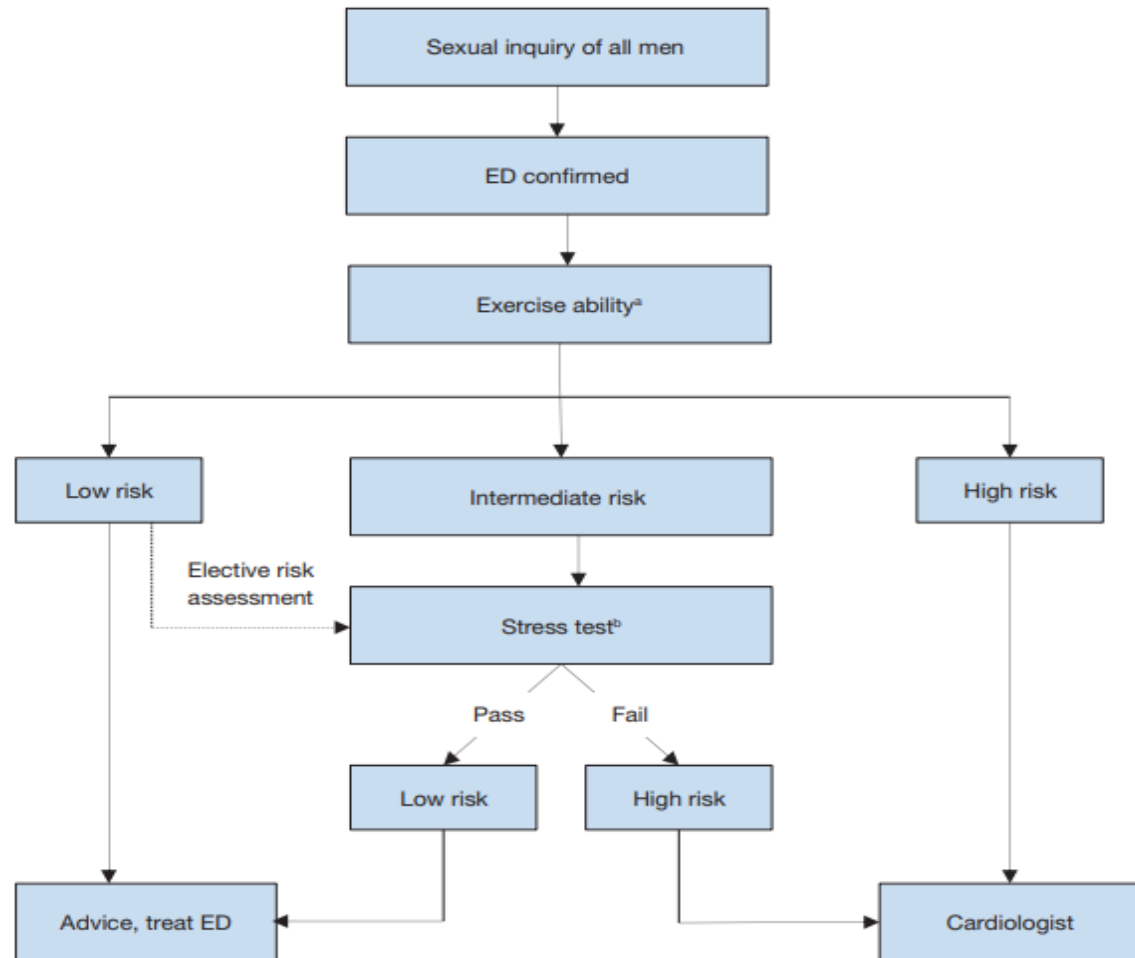 Sexual inquiry of all men
ED confirmed
Exercise abilityᵃ
Low risk
Intermediate risk
High risk
Elective risk
assessment
Stress testᵇ
Pass
Fail
Low risk
High risk
Advice, treat ED
Cardiologist